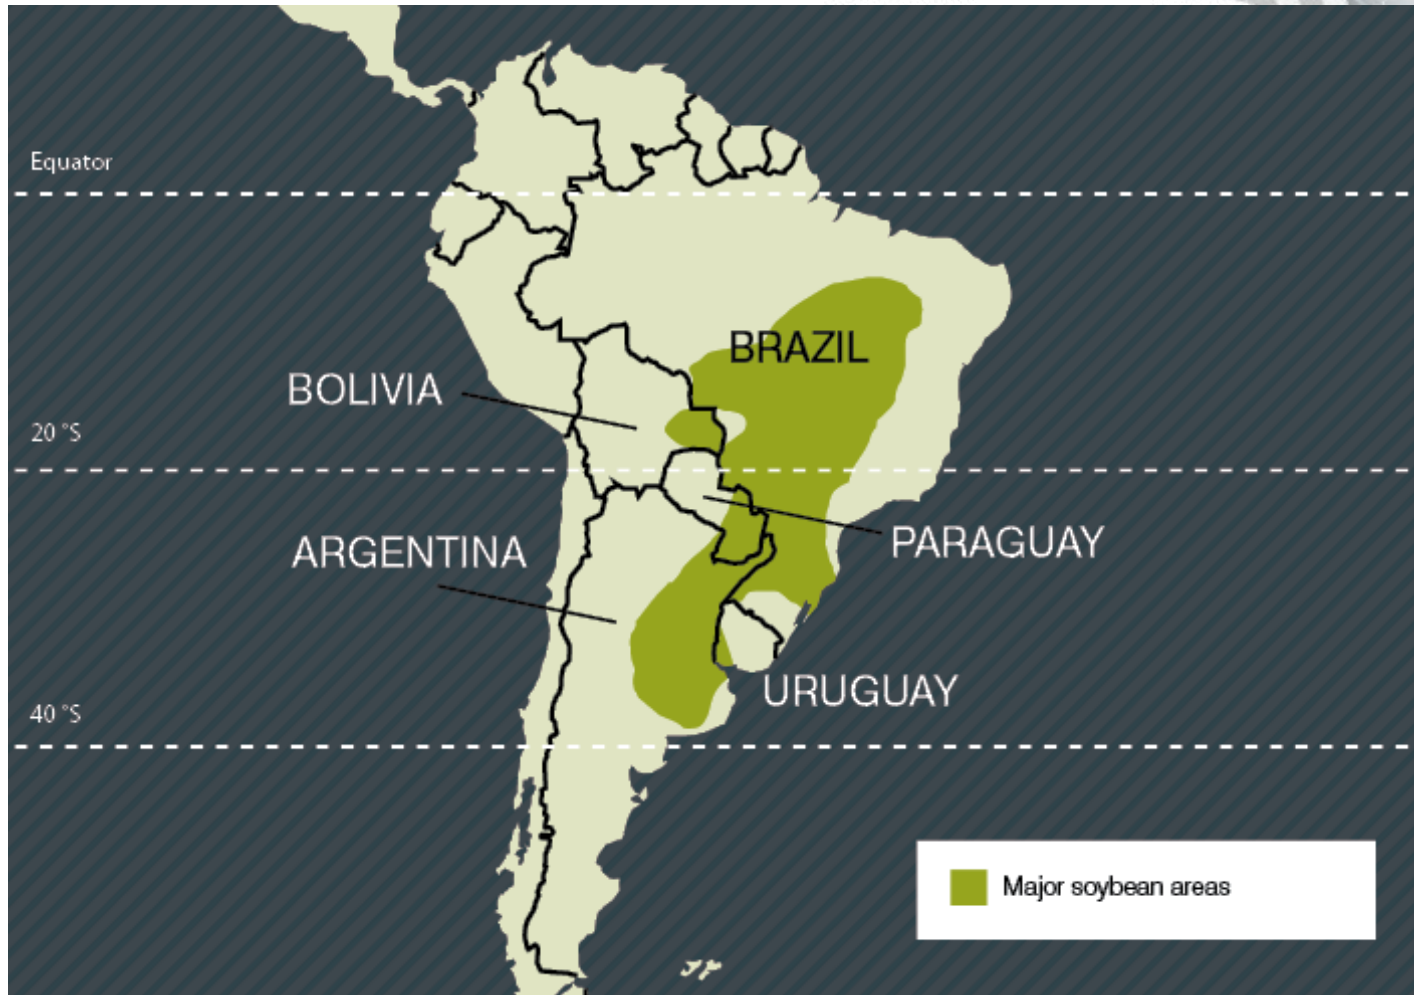 Equator
BRAZIL
BOLIVIA
20 °S
PARAGUAY
ARGENTINA
URUGUAY
40 °S
Major soybean areas